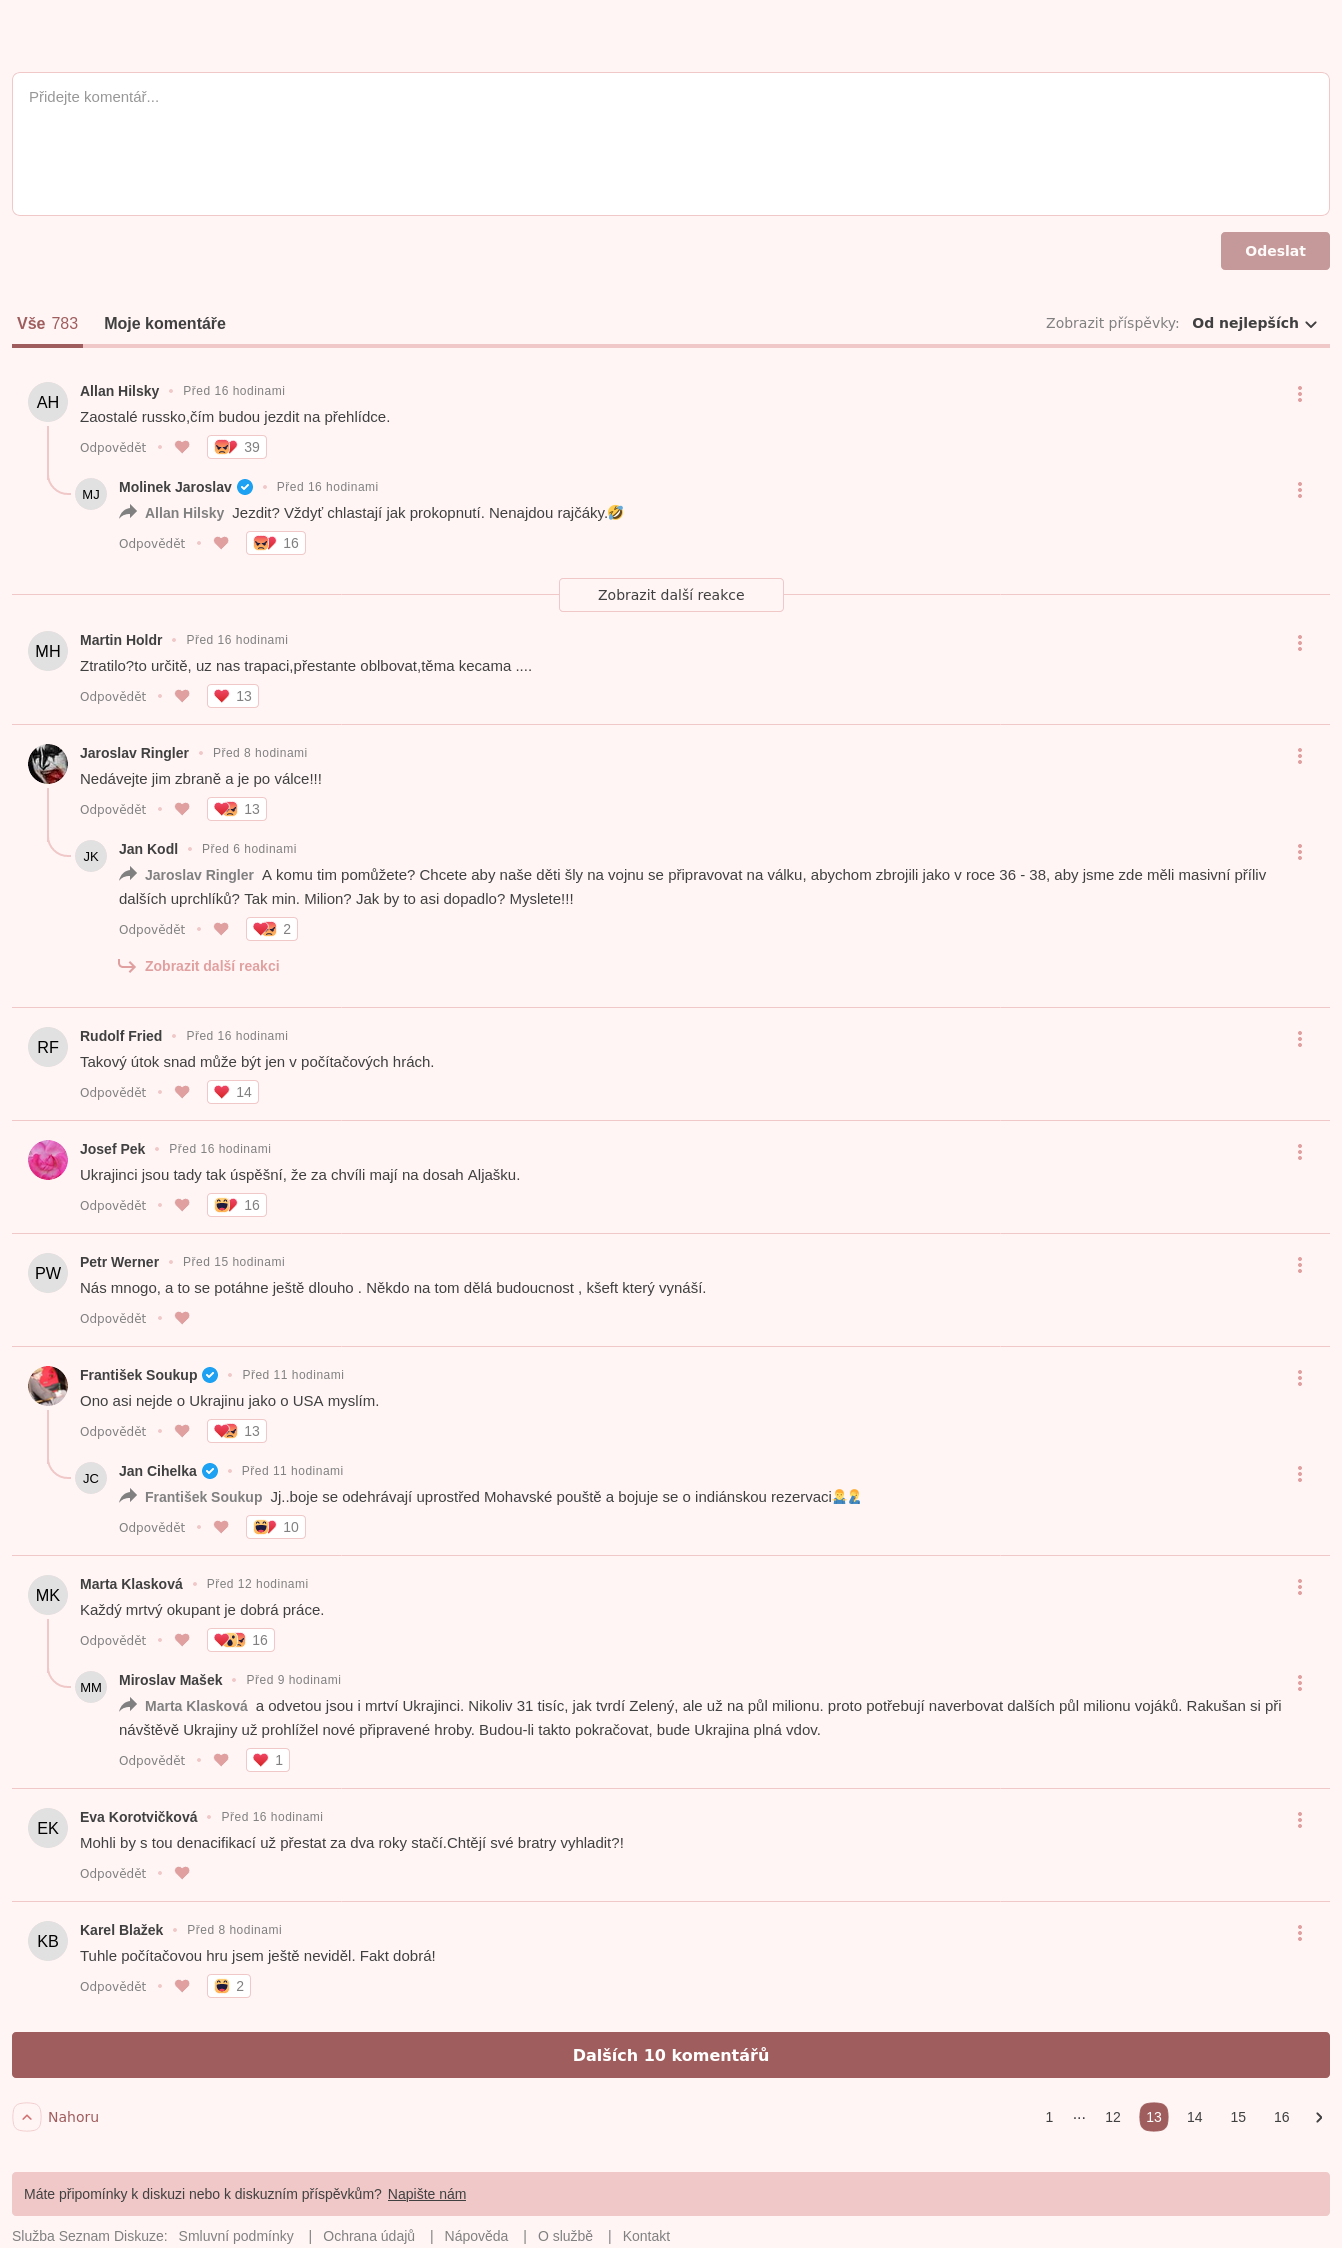 Přidejte komentář...
Odeslat
Vše 783 Moje komentáře Zobrazit příspěvky: Od nejlepších
AH Allan Hilsky • Před 16 hodinami
Zaostalé russko,čím budou jezdit na přehlídce.
Odpovědět • 39
MJ Molinek Jaroslav • Před 16 hodinami
Allan Hilsky Jezdit? Vždyť chlastají jak prokopnutí. Nenajdou rajčáky.🤣
Odpovědět • 16
Zobrazit další reakce
MH Martin Holdr • Před 16 hodinami
Ztratilo?to určitě, uz nas trapaci,přestante oblbovat,těma kecama ....
Odpovědět • 13
Jaroslav Ringler • Před 8 hodinami
Nedávejte jim zbraně a je po válce!!!
Odpovědět • 13
JK Jan Kodl • Před 6 hodinami
Jaroslav Ringler A komu tim pomůžete? Chcete aby naše děti šly na vojnu se připravovat na válku, abychom zbrojili jako v roce 36 - 38, aby jsme zde měli masivní příliv
dalších uprchlíků? Tak min. Milion? Jak by to asi dopadlo? Myslete!!!
Odpovědět • 2
Zobrazit další reakci
RF Rudolf Fried • Před 16 hodinami
Takový útok snad může být jen v počítačových hrách.
Odpovědět • 14
Josef Pek • Před 16 hodinami
Ukrajinci jsou tady tak úspěšní, že za chvíli mají na dosah Aljašku.
Odpovědět • 16
PW Petr Werner • Před 15 hodinami
Nás mnogo, a to se potáhne ještě dlouho . Někdo na tom dělá budoucnost , kšeft který vynáší.
Odpovědět •
František Soukup • Před 11 hodinami
Ono asi nejde o Ukrajinu jako o USA myslím.
Odpovědět • 13
JC Jan Cihelka • Před 11 hodinami
František Soukup Jj..boje se odehrávají uprostřed Mohavské pouště a bojuje se o indiánskou rezervaci🤷‍♂️🤦‍♂️
Odpovědět • 10
MK Marta Klasková • Před 12 hodinami
Každý mrtvý okupant je dobrá práce.
Odpovědět • 16
MM Miroslav Mašek • Před 9 hodinami
Marta Klasková a odvetou jsou i mrtví Ukrajinci. Nikoliv 31 tisíc, jak tvrdí Zelený, ale už na půl milionu. proto potřebují naverbovat dalších půl milionu vojáků. Rakušan si při
návštěvě Ukrajiny už prohlížel nové připravené hroby. Budou-li takto pokračovat, bude Ukrajina plná vdov.
Odpovědět • 1
EK Eva Korotvičková • Před 16 hodinami
Mohli by s tou denacifikací už přestat za dva roky stačí.Chtějí své bratry vyhladit?!
Odpovědět •
KB Karel Blažek • Před 8 hodinami
Tuhle počítačovou hru jsem ještě neviděl. Fakt dobrá!
Odpovědět • 2
Dalších 10 komentářů
Nahoru 1 ... 12 13 14 15 16
Máte připomínky k diskuzi nebo k diskuzním příspěvkům? Napište nám
Služba Seznam Diskuze: Smluvní podmínky | Ochrana údajů | Nápověda | O službě | Kontakt